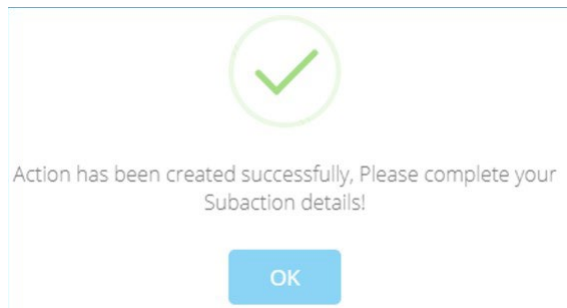 Action has been created successfully, Please complete your
Subaction details!
OK